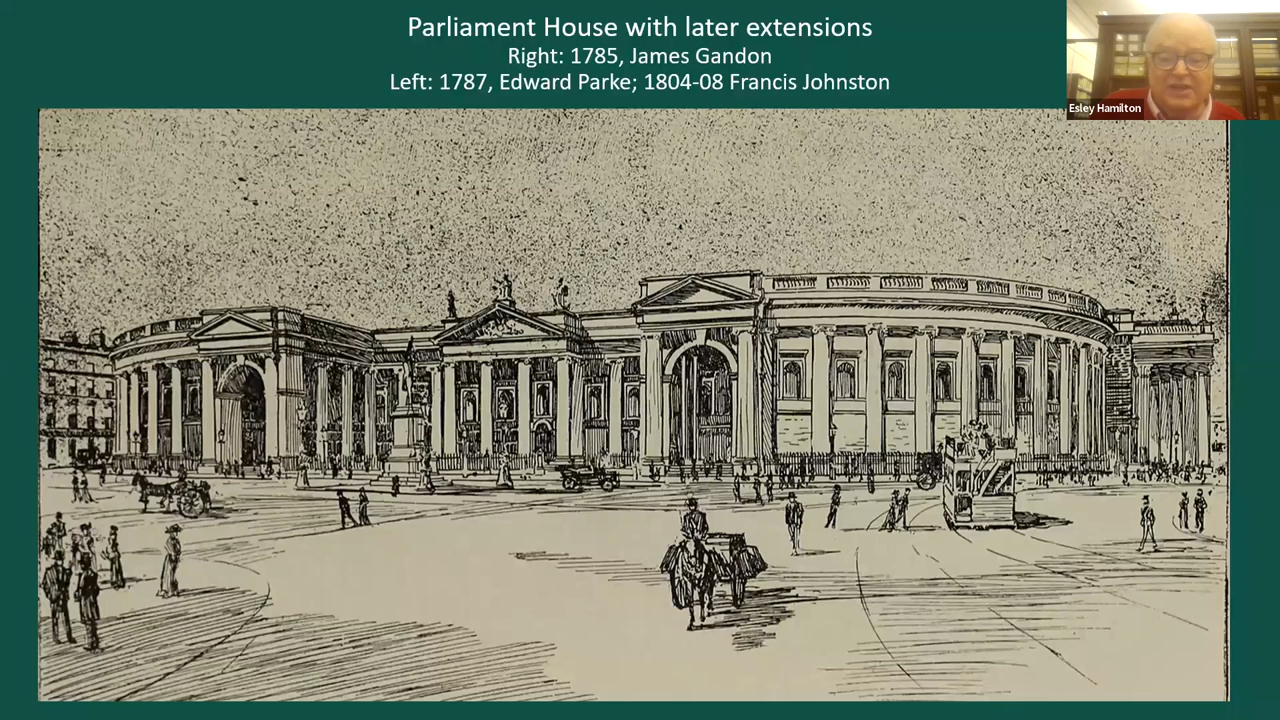 Parliament House with later extensions
Right: 1785, James Gandon
Left: 1787, Edward Parke; 1804-08 Francis Johnston
Esley Hamilton